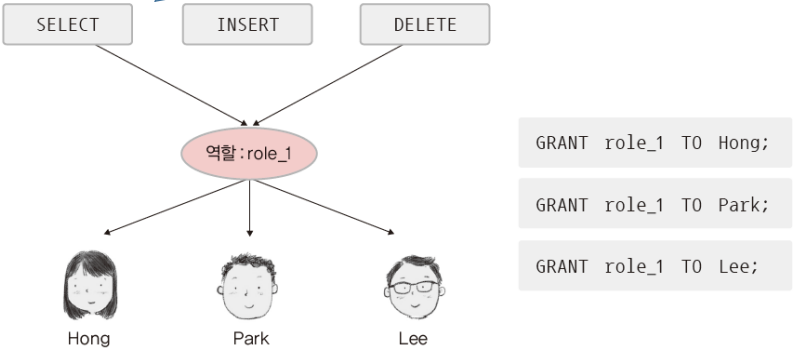 SELECT INSERT DELETE
역할 : role_1
GRANT role_1 TO Hong;
GRANT role_1 TO Park;
GRANT role_1 TO Lee;
Hong Park Lee